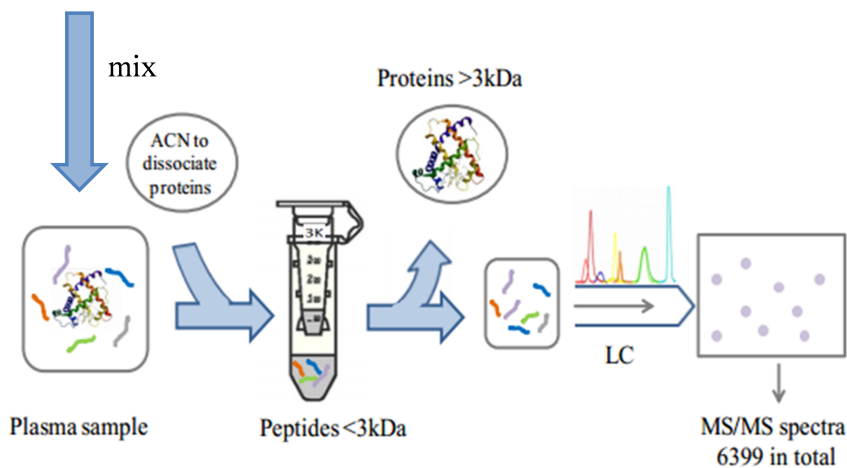 mix
Proteins >3kDa
ACN to
dissociate
proteins
3K
Plasma sample
Peptides <3kDa
LC
MS/MS spectra
6399 in total